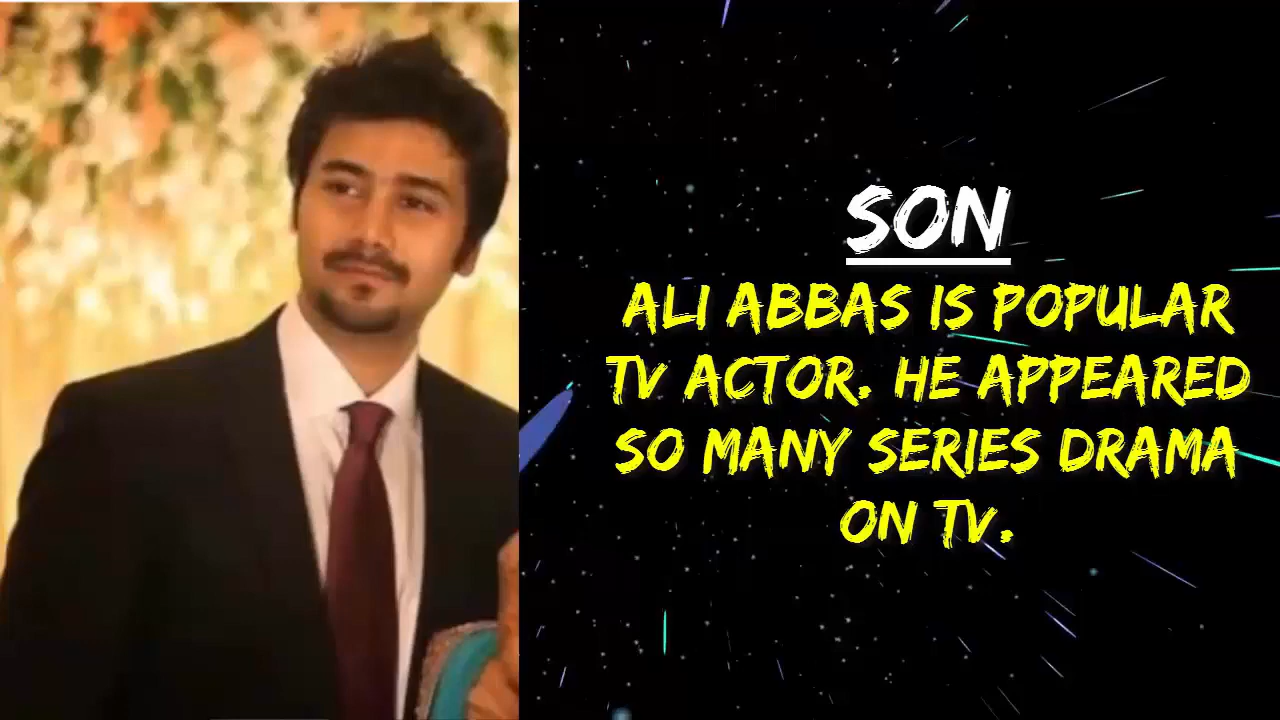 SON
ALI ABBAS IS POPULAR
TV ACTOR. HE APPEARED
SO MANY SERIES DRAMA
ON TV.